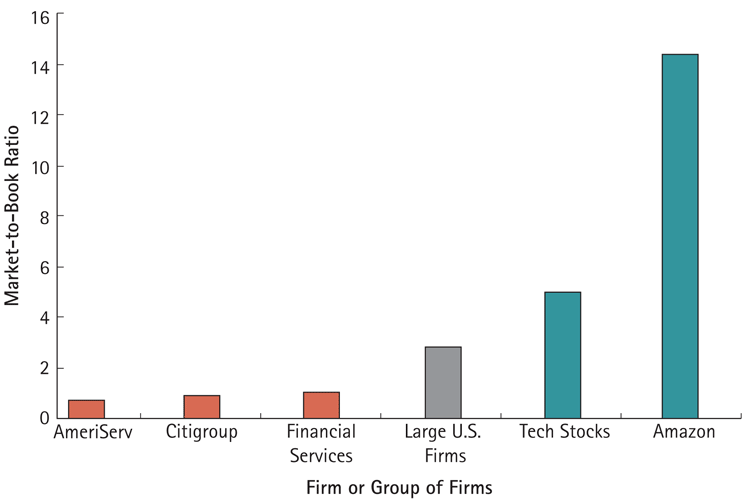 16
14
12
10
8
6
4
2
0
Market-to-Book Ratio
AmeriServ
Citigroup
Financial
Services
Large U.S.
Firms
Tech Stocks
Amazon
Firm or Group of Firms